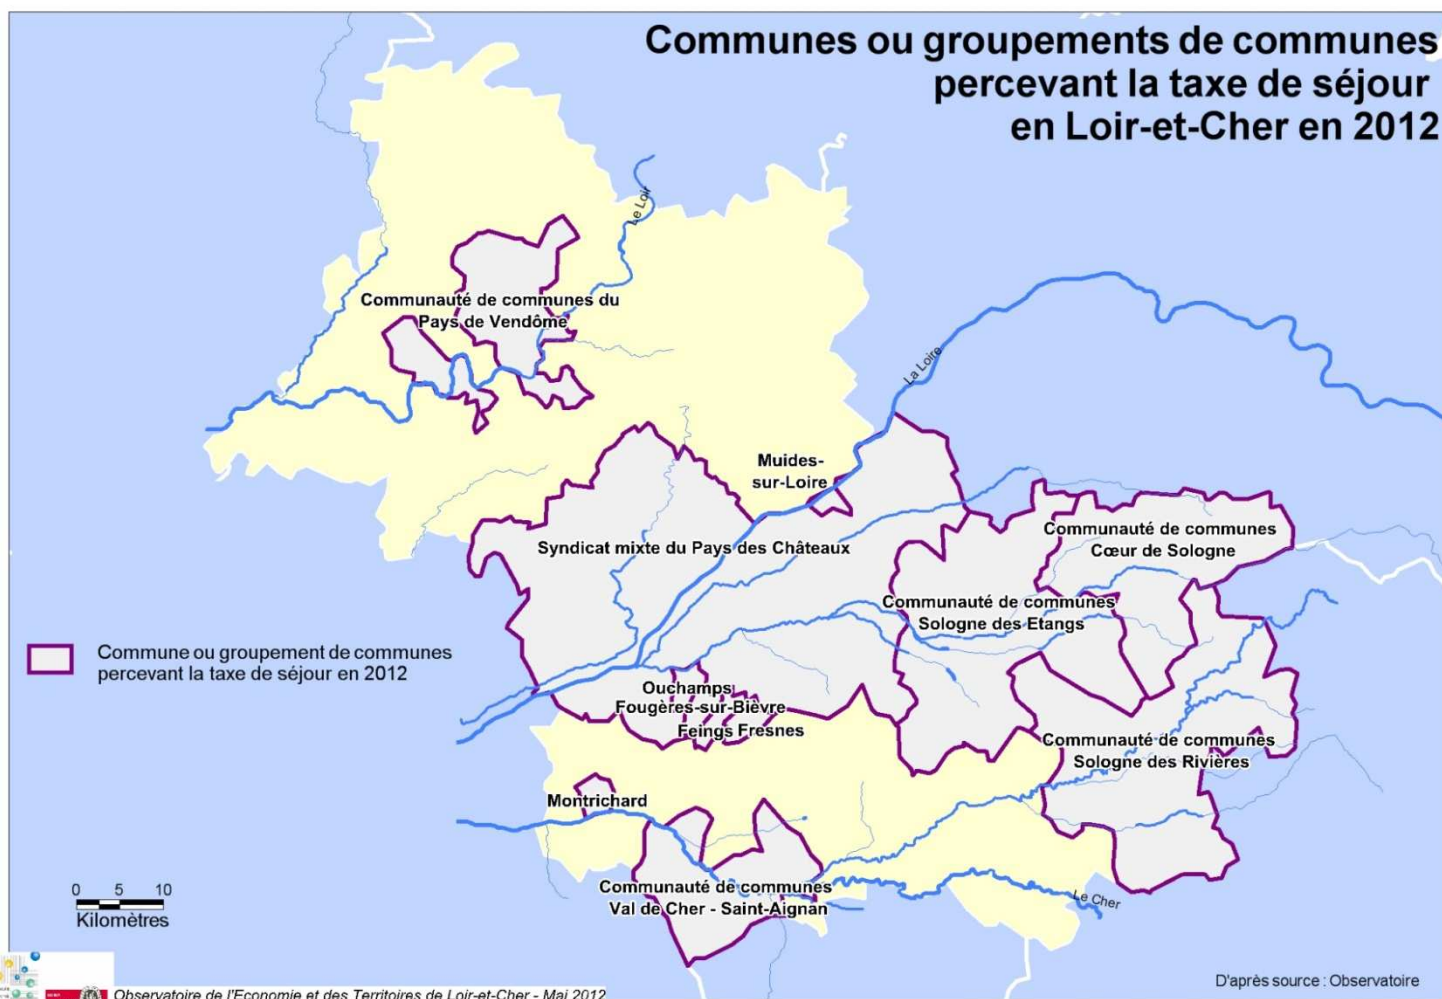 Communes ou groupements de communes
percevant la taxe de séjour
en Loir-et-Cher en 2012
Le Loir
Communauté de communes du
Pays de Vendôme
La Loire
Muides-
sur-Loire
Communauté de communes
Cœur de Sologne
Syndicat mixte du Pays des Châteaux
Communauté de communes
Sologne des Etangs
Commune ou groupement de communes
percevant la taxe de séjour en 2012
Ouchamps
Fougères-sur-Bièvre
Feings Fresnes
Communauté de communes
Sologne des Rivières
Montrichard
Communauté de communes
Val de Cher - Saint-Aignan
Le Cher
0 5 10
Kilomètres
D'après source : Observatoire
Observatoire de l'Economie et des Territoires de Loir-et-Cher - Mai 2012